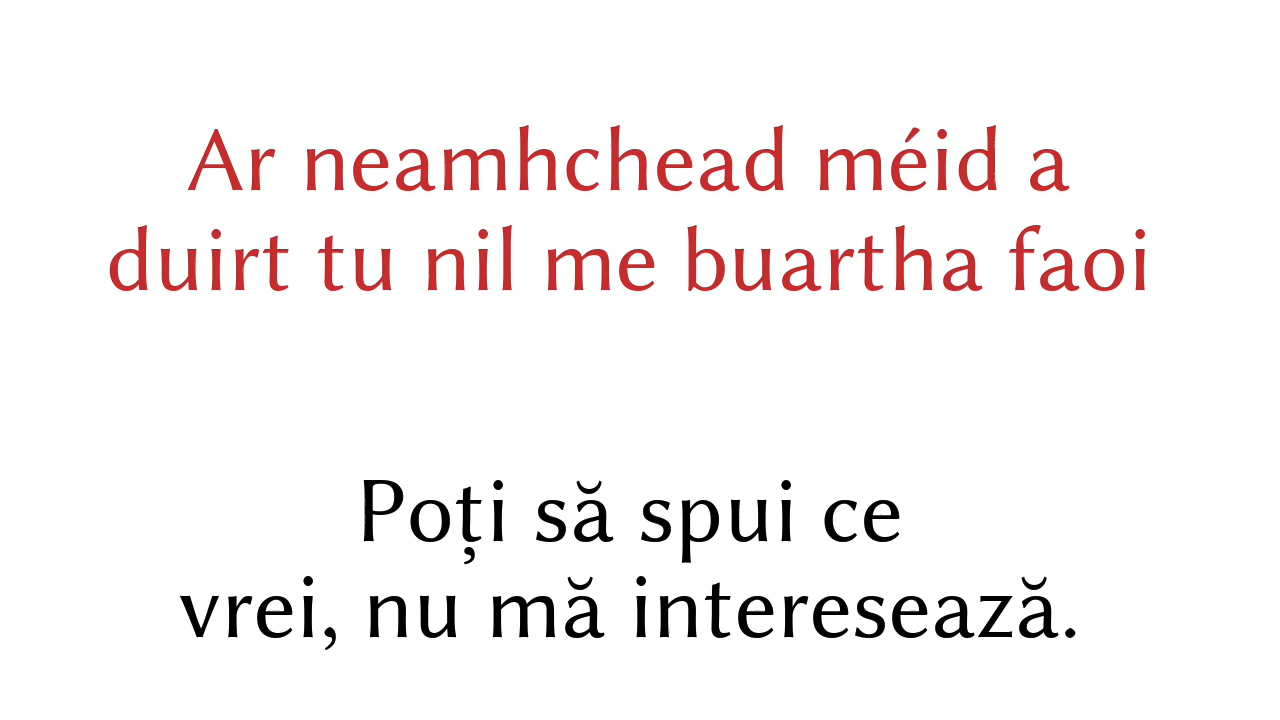 Ar neamhchead méid a
duirt tu nil me buartha faoi
Poți să spui ce
vrei, nu mă interesează.